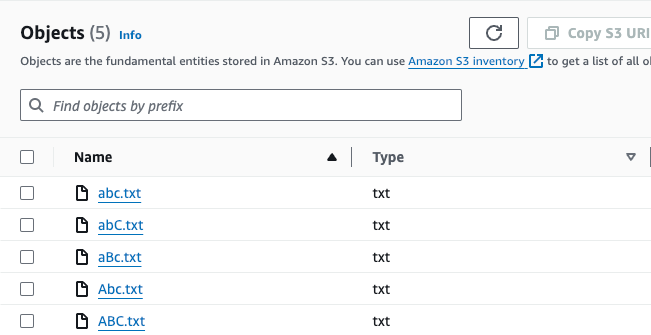 Objects (5) Info
Copy S3 URI
Objects are the fundamental entities stored in Amazon S3. You can use Amazon S3 inventory to get a list of all
Find objects by prefix
Name Type
abc.txt txt
abC.txt txt
aBc.txt txt
Abc.txt txt
ABC.txt txt